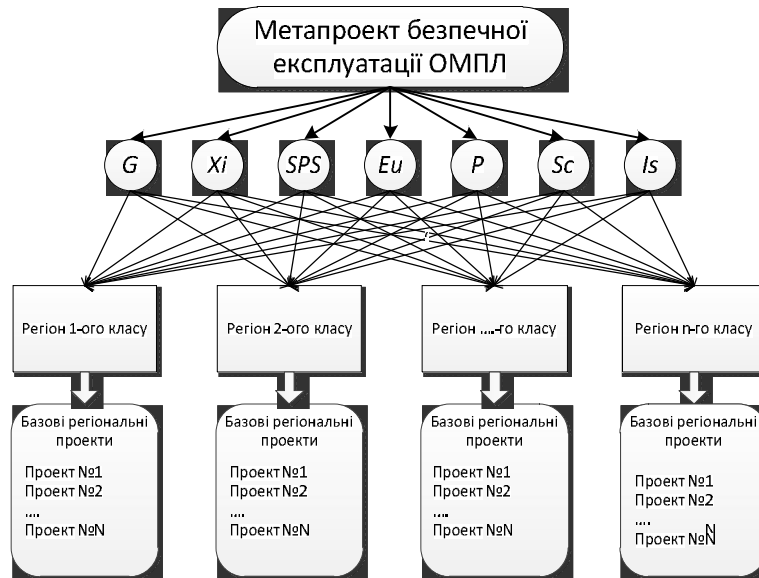 Метапроект безпечної
експлуатації ОМПЛ
G Xi SPS Eu P Sc Is
Регіон 1-ого класу
Регіон 2-ого класу
Регіон ....-го класу
Регіон n-го класу
Базові регіональні
проекти
Проект №1
Проект №2
....
Проект №N
Базові регіональні
проекти
Проект №1
Проект №2
....
Проект №N
Базові регіональні
проекти
Проект №1
Проект №2
....
Проект №N
Базові регіональні
проекти
Проект №1
Проект №2
....
N
Проект №N